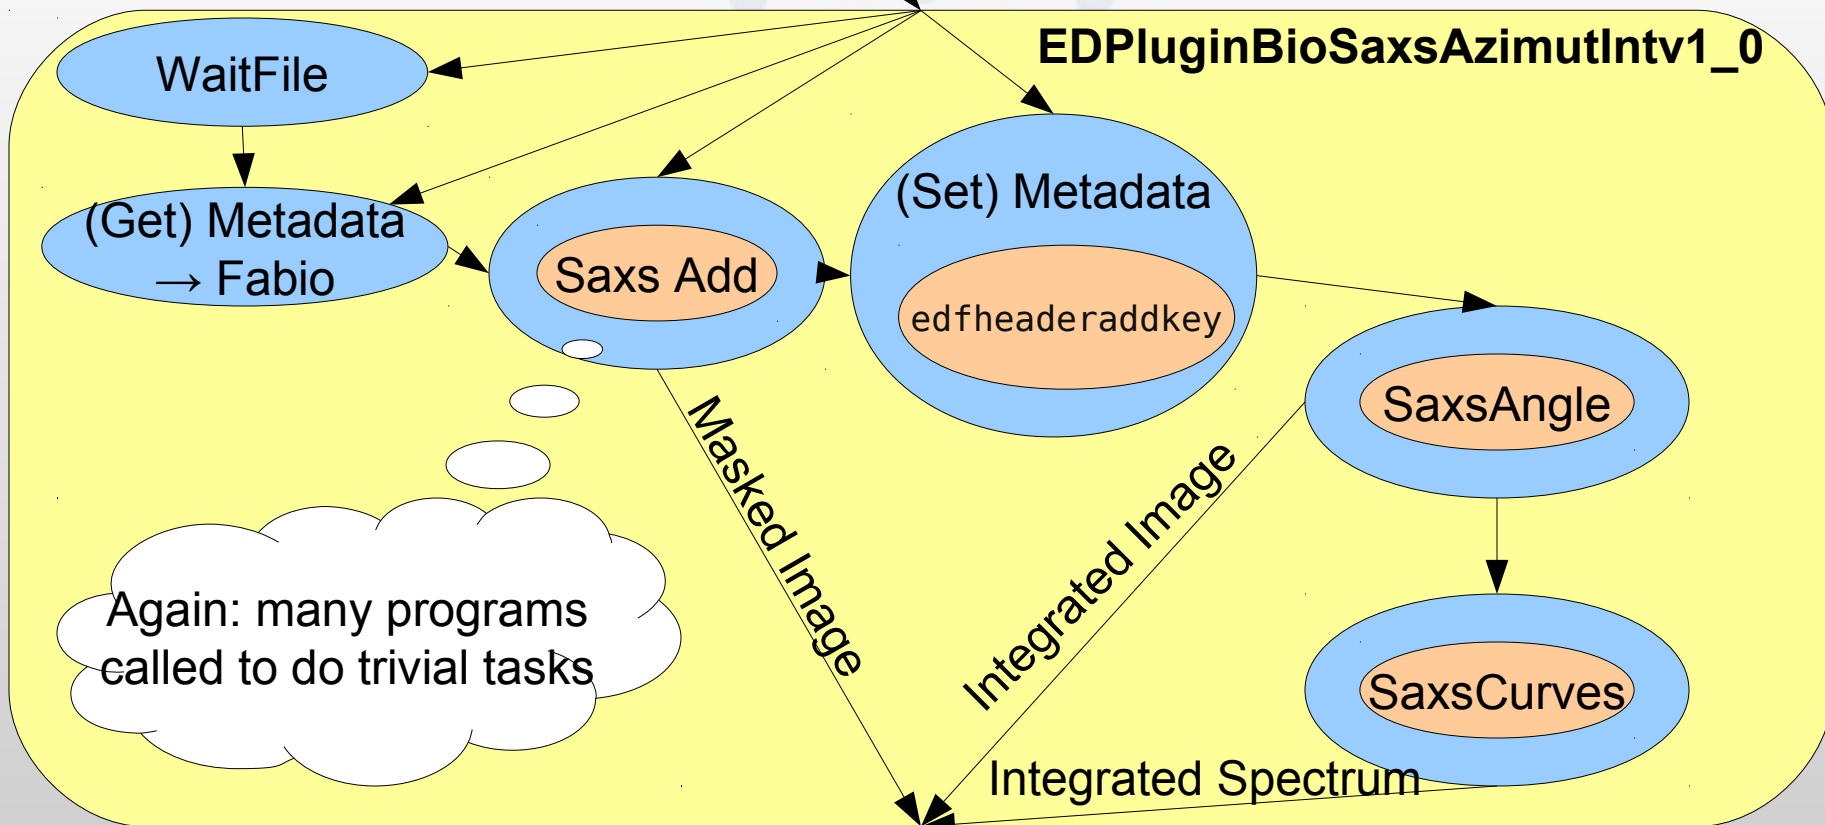 EDPluginBioSaxsAzimutIntv1_0
WaitFile
(Get) Metadata
→ Fabio
Saxs Add
(Set) Metadata
edfheaderaddkey
SaxsAngle
SaxsCurves
Masked Image
Integrated Image
Integrated Spectrum
Again: many programs
called to do trivial tasks